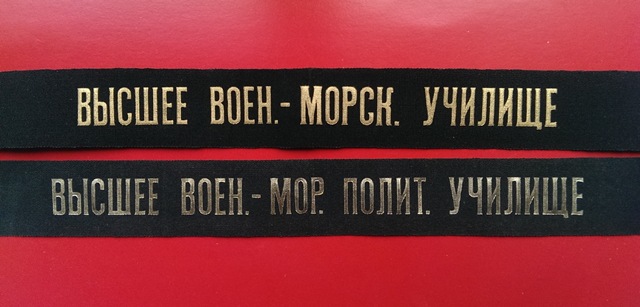 ВЫСШЕЕ ВОЕН.-МОРСК. УЧИЛИЩЕ
ВЫСШЕЕ ВОЕН.-МОР. ПОЛИТ. УЧИЛИЩЕ